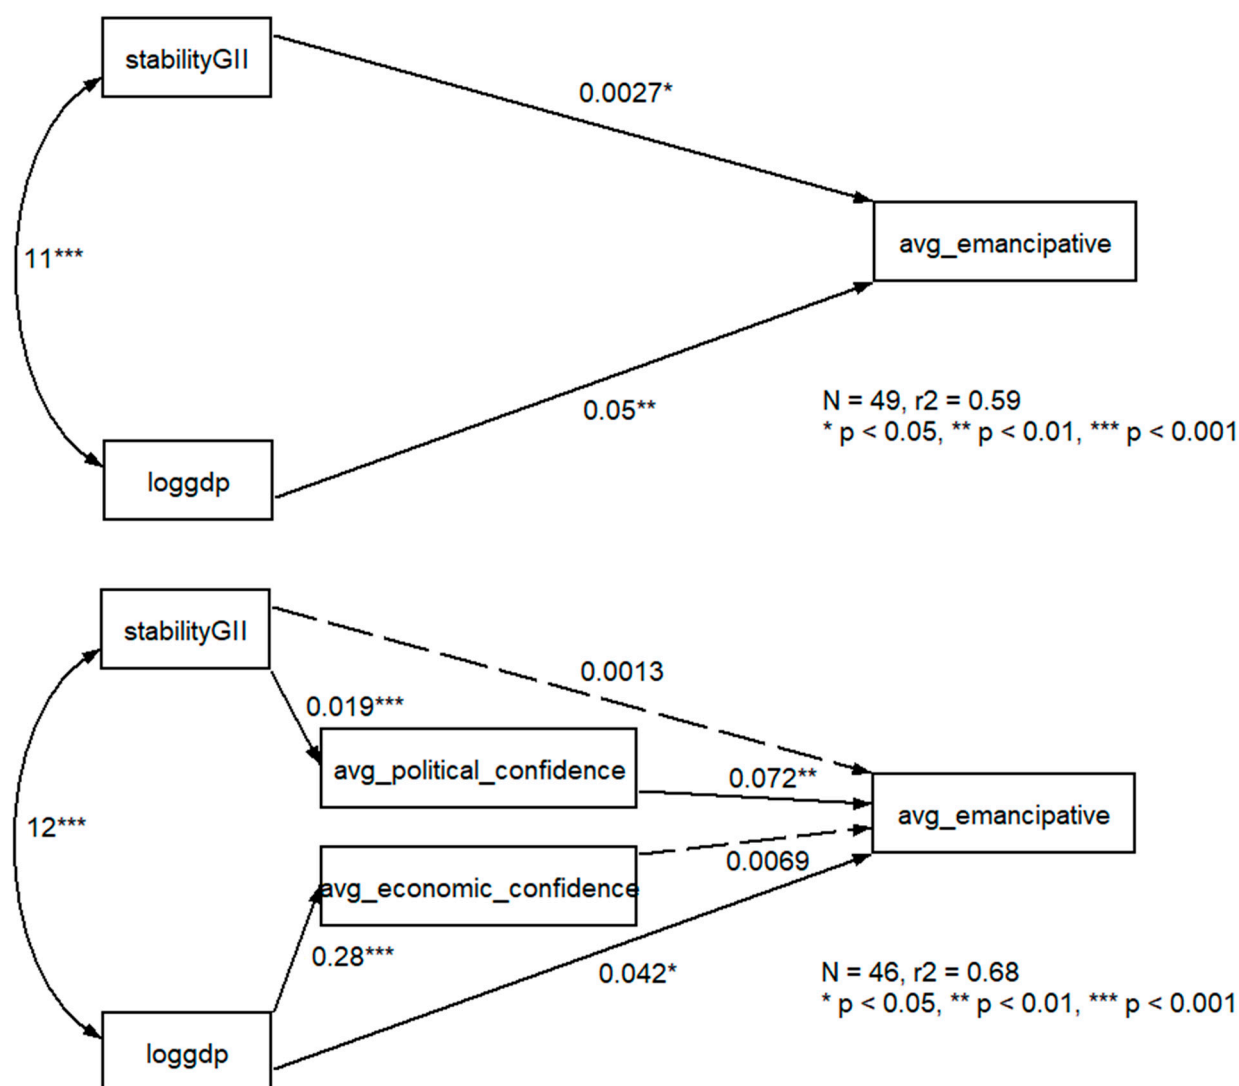 stabilityGII
0.0027*
avg_emancipative
11***
0.05**
N = 49, r2 = 0.59
* p < 0.05, ** p < 0.01, *** p < 0.001
loggdp
stabilityGII
0.0013
0.019***
avg_political_confidence
0.072**
avg_emancipative
12***
0.0069
avg_economic_confidence
0.28***
0.042*
N = 46, r2 = 0.68
* p < 0.05, ** p < 0.01, *** p < 0.001
loggdp